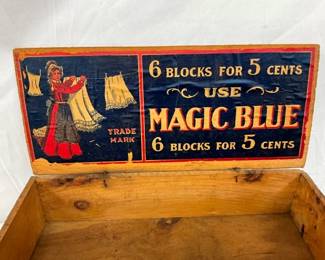 6 BLOCKS FOR 5 CENTS
USE
MAGIC BLUE
6 BLOCKS FOR 5 CENTS
TRADE
MARK